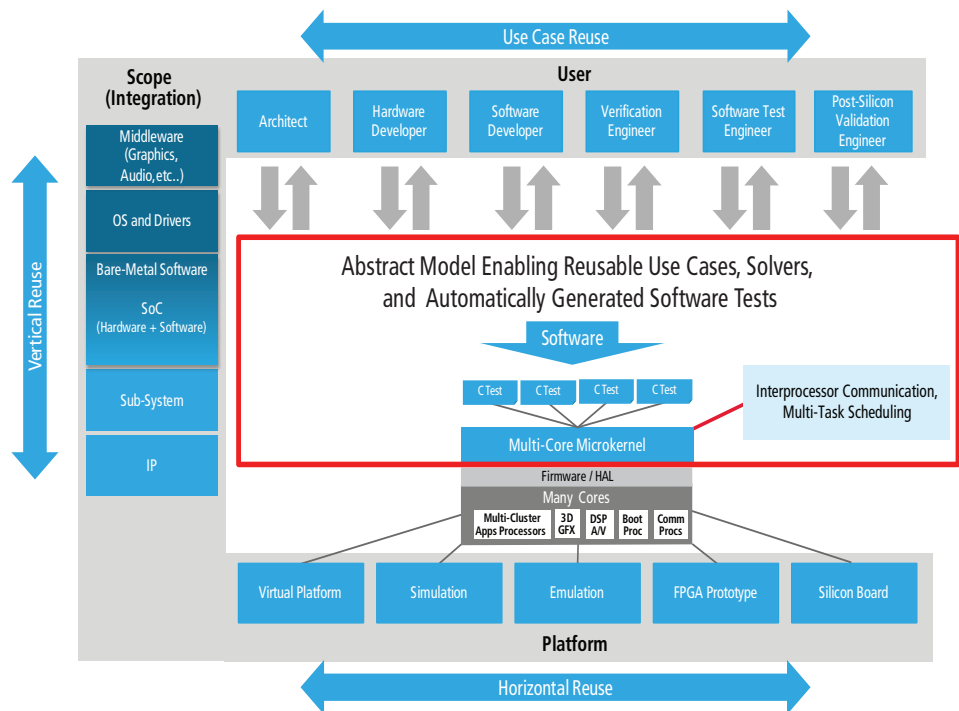 Use Case Reuse
Scope
(Integration)
User
Architect
Hardware
Developer
Software
Developer
Verification
Engineer
Software Test
Engineer
Post-Silicon
Validation
Engineer
Vertical Reuse
Middleware
(Graphics,
Audio,etc..)
OS and Drivers
Bare-Metal Software
SoC
(Hardware + Software)
Sub-System
IP
Abstract Model Enabling Reusable Use Cases, Solvers,
and Automatically Generated Software Tests
Software
C Test
C Test
C Test
C Test
Interprocessor Communication,
Multi-Task Scheduling
Multi-Core Microkernel
Firmware / HAL
Many Cores
Multi-Cluster
Apps Processors
3D
GFX
DSP
A/V
Boot
Proc
Comm
Procs
Virtual Platform
Simulation
Emulation
FPGA Prototype
Silicon Board
Platform
Horizontal Reuse